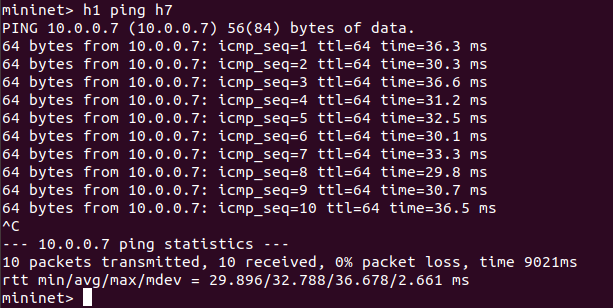 mininet> h1 ping h7
PING 10.0.0.7 (10.0.0.7) 56(84) bytes of data.
64 bytes from 10.0.0.7: icmp_seq=1 ttl=64 time=36.3 ms
64 bytes from 10.0.0.7: icmp_seq=2 ttl=64 time=30.3 ms
64 bytes from 10.0.0.7: icmp_seq=3 ttl=64 time=36.6 ms
64 bytes from 10.0.0.7: icmp_seq=4 ttl=64 time=31.2 ms
64 bytes from 10.0.0.7: icmp_seq=5 ttl=64 time=32.5 ms
64 bytes from 10.0.0.7: icmp_seq=6 ttl=64 time=30.1 ms
64 bytes from 10.0.0.7: icmp_seq=7 ttl=64 time=33.3 ms
64 bytes from 10.0.0.7: icmp_seq=8 ttl=64 time=29.8 ms
64 bytes from 10.0.0.7: icmp_seq=9 ttl=64 time=30.7 ms
64 bytes from 10.0.0.7: icmp_seq=10 ttl=64 time=36.5 ms
^C
--- 10.0.0.7 ping statistics ---
10 packets transmitted, 10 received, 0% packet loss, time 9021ms
rtt min/avg/max/mdev = 29.896/32.788/36.678/2.661 ms
mininet>